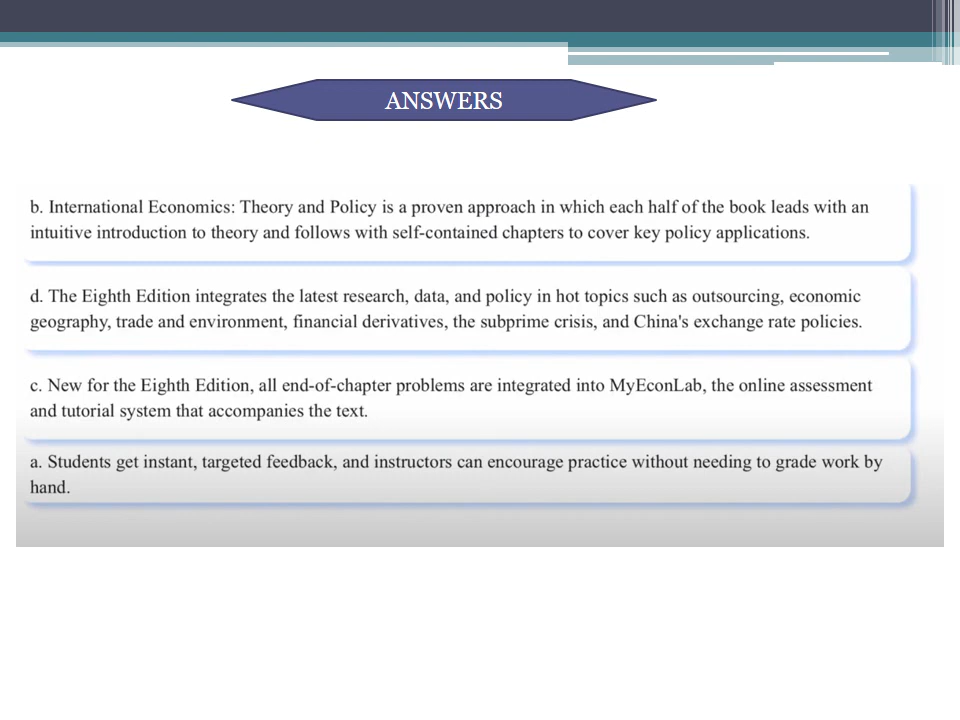 ANSWERS
b. International Economics: Theory and Policy is a proven approach in which each half of the book leads with an
intuitive introduction to theory and follows with self-contained chapters to cover key policy applications.
d. The Eighth Edition integrates the latest research, data, and policy in hot topics such as outsourcing, economic
geography, trade and environment, financial derivatives, the subprime crisis, and China's exchange rate policies.
c. New for the Eighth Edition, all end-of-chapter problems are integrated into MyEconLab, the online assessment
and tutorial system that accompanies the text.
a. Students get instant, targeted feedback, and instructors can encourage practice without needing to grade work by
hand.